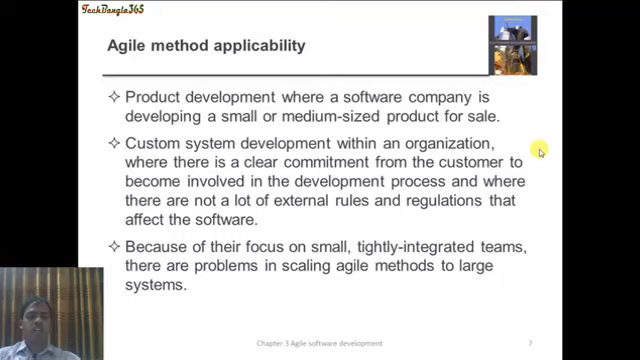 TechBangla365
Agile method applicability
✧ Product development where a software company is
developing a small or medium-sized product for sale.
✧ Custom system development within an organization,
where there is a clear commitment from the customer to
become involved in the development process and where
there are not a lot of external rules and regulations that
affect the software.
✧ Because of their focus on small, tightly-integrated teams,
there are problems in scaling agile methods to large
systems.
Chapter 3 Agile software development
7